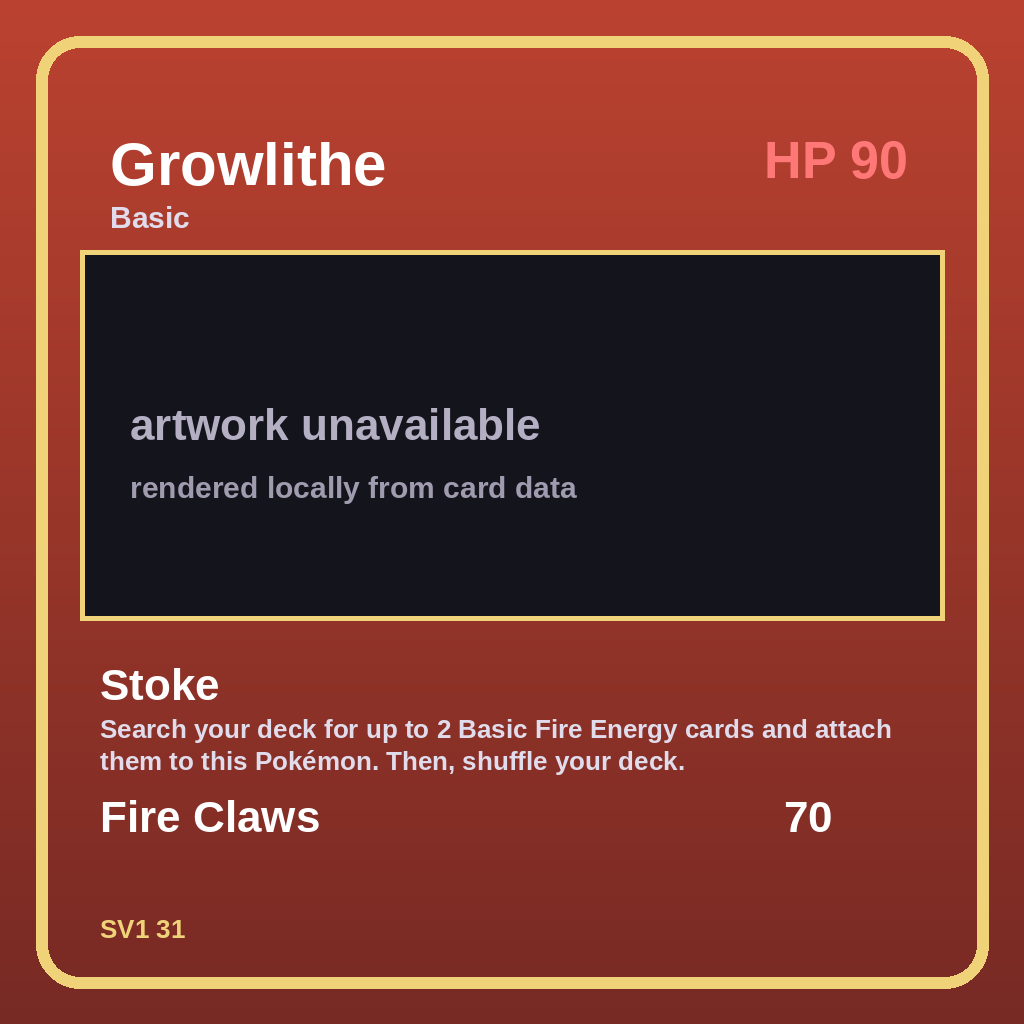 Growlithe
HP 90
Basic
artwork unavailable
rendered locally from card data
Stoke
Search your deck for up to 2 Basic Fire Energy cards and attach
them to this Pokémon. Then, shuffle your deck.
Fire Claws 70
SV1 31